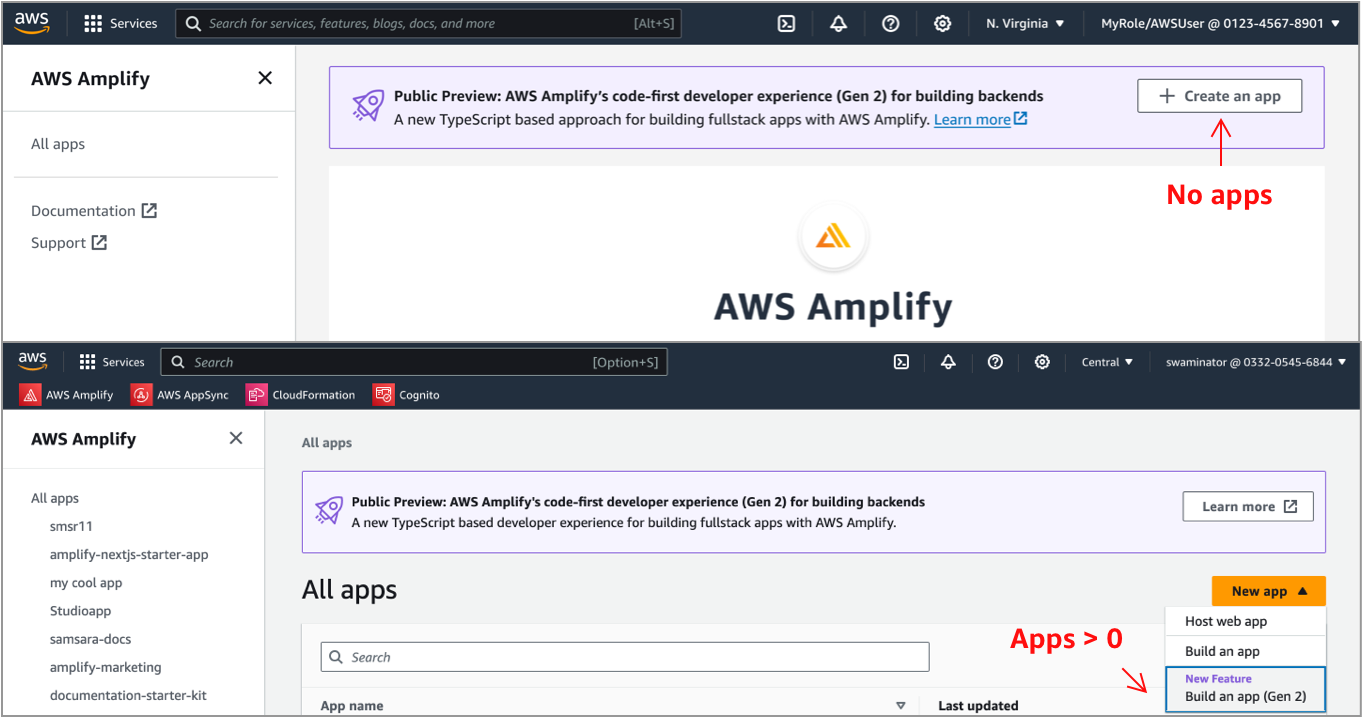 aws Services Search for services, features, blogs, docs, and more [Alt+S] N. Virginia MyRole/AWSUser @ 0123-4567-8901
AWS Amplify
All apps
Documentation
Support
Public Preview: AWS Amplify's code-first developer experience (Gen 2) for building backends
A new TypeScript based approach for building fullstack apps with AWS Amplify. Learn more
Create an app
No apps
AWS Amplify
aws Services Search [Option+S] Central swaminator @ 0332-0545-6844
AWS Amplify AWS AppSync CloudFormation Cognito
AWS Amplify
All apps
smsr11
amplify-nextjs-starter-app
my cool app
Studioapp
samsara-docs
amplify-marketing
documentation-starter-kit
All apps
Public Preview: AWS Amplify's code-first developer experience (Gen 2) for building backends
A new TypeScript based developer experience for building fullstack apps with AWS Amplify.
Learn more
All apps
New app
Host web app
Build an app
New Feature
Build an app (Gen 2)
Apps > 0
Search
App name Last updated